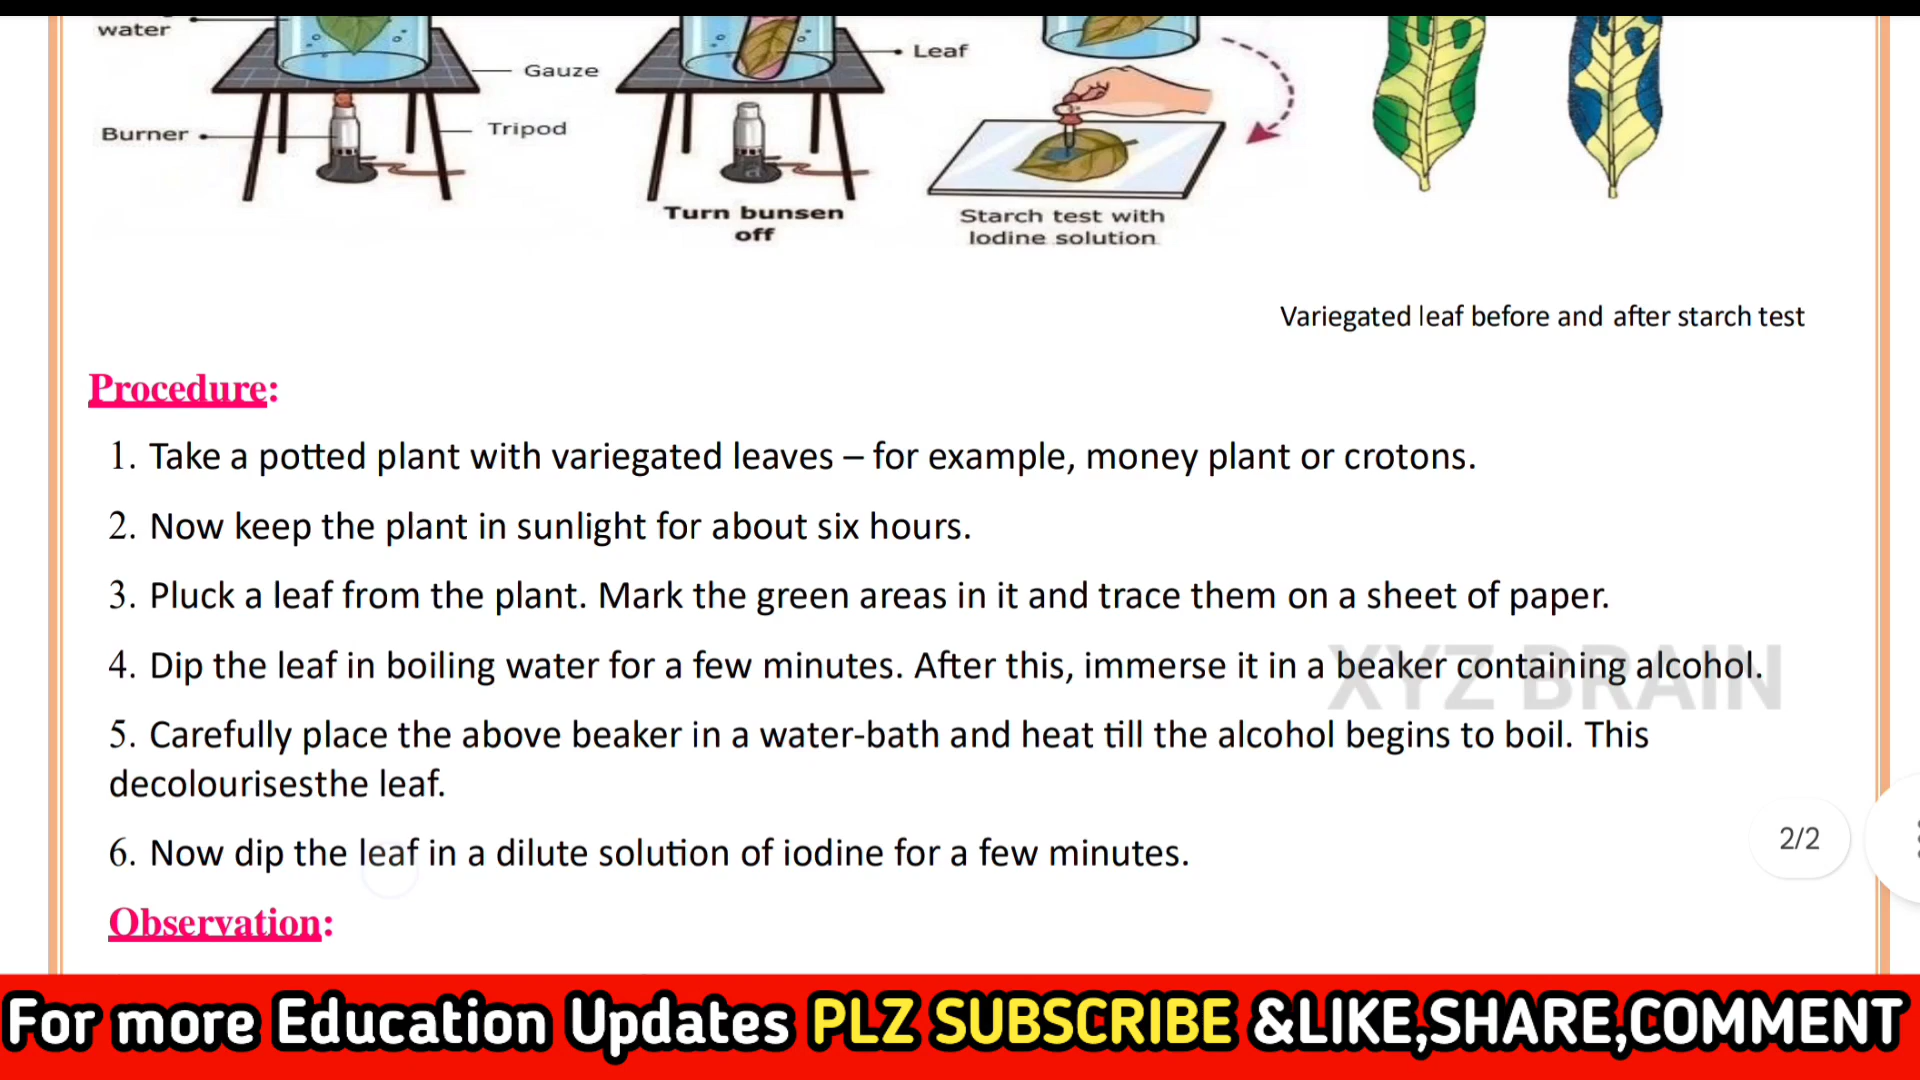 water
Leaf
Gauze
Burner
Tripod
Turn bunsen
off
Starch test with
Iodine solution
Variegated leaf before and after starch test
Procedure:
1. Take a potted plant with variegated leaves – for example, money plant or crotons.
2. Now keep the plant in sunlight for about six hours.
3. Pluck a leaf from the plant. Mark the green areas in it and trace them on a sheet of paper.
4. Dip the leaf in boiling water for a few minutes. After this, immerse it in a beaker containing alcohol.
XYZ BRAIN
5. Carefully place the above beaker in a water-bath and heat till the alcohol begins to boil. This
decolourisesthe leaf.
2/2
6. Now dip the leaf in a dilute solution of iodine for a few minutes.
Observation:
For more Education Updates PLZ SUBSCRIBE &LIKE,SHARE,COMMENT